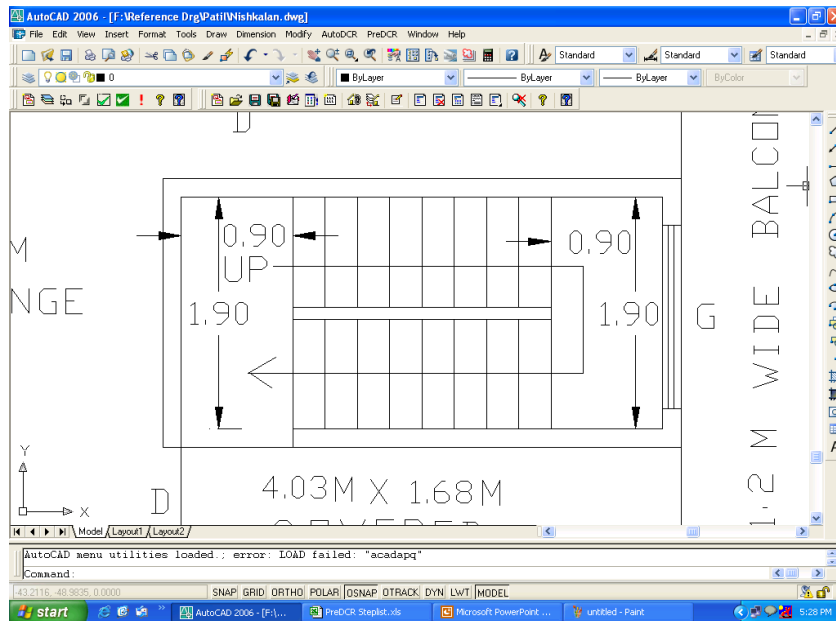 AutoCAD 2006 - [F:\Reference Drg\Patil\Nishkalan.dwg]
File Edit View Insert Format Tools Draw Dimension Modify AutoDCR PreDCR Window Help
Standard Standard Standard
0 ByLayer ByLayer ByLayer ByColor
D
M
NGE
0.90
UP
1.90
0.90
1.90
G
1.2 M WIDE BALCON
D
4.03M X 1.68M
Y
X
Model Layout1 Layout2
AutoCAD menu utilities loaded.; error: LOAD failed: "acadapq"
Command:
-43.2116, -48.9835, 0.0000 SNAP GRID ORTHO POLAR OSNAP OTRACK DYN LWT MODEL
start AutoCAD 2006 - [F:\... PreDCR Steplist.xls Microsoft PowerPoint ... untitled - Paint 5:28 PM